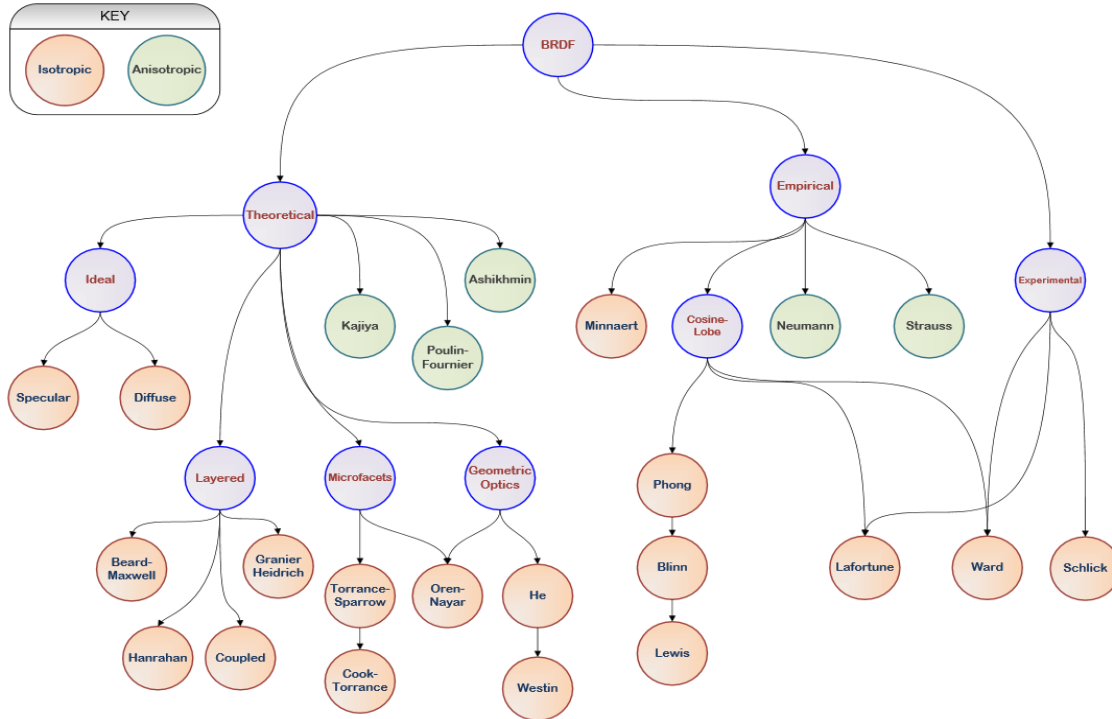 KEY
Isotropic
Anisotropic
BRDF
Empirical
Theoretical
Ideal
Ashikhmin
Experimental
Kajiya
Minnaert
Cosine-
Lobe
Neumann
Strauss
Poulin-
Fournier
Specular
Diffuse
Layered
Microfacets
Geometric
Optics
Phong
Beard-
Maxwell
Granier
Heidrich
Torrance-
Sparrow
Oren-
Nayar
He
Blinn
Lafortune
Ward
Schlick
Hanrahan
Coupled
Cook-
Torrance
Westin
Lewis